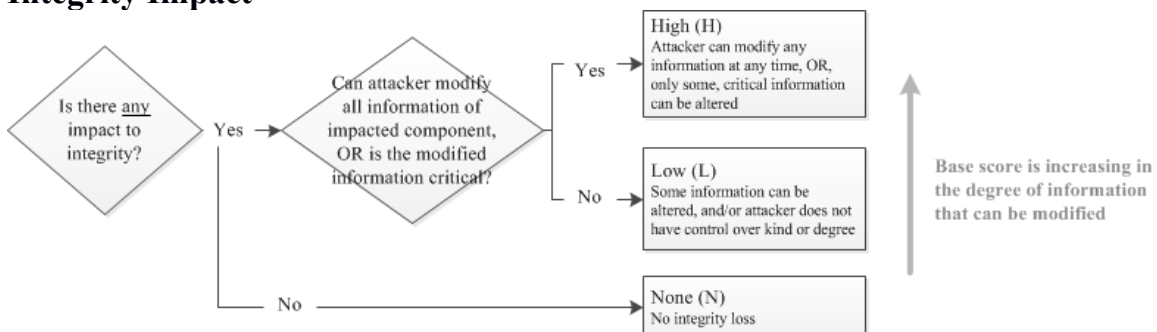 Integrity Impact
Is there any
impact to
integrity?
Yes
Can attacker modify
all information of
impacted component,
OR is the modified
information critical?
Yes
High (H)
Attacker can modify any
information at any time, OR,
only some, critical information
can be altered
No
Low (L)
Some information can be
altered, and/or attacker does not
have control over kind or degree
No
None (N)
No integrity loss
Base score is increasing in
the degree of information
that can be modified